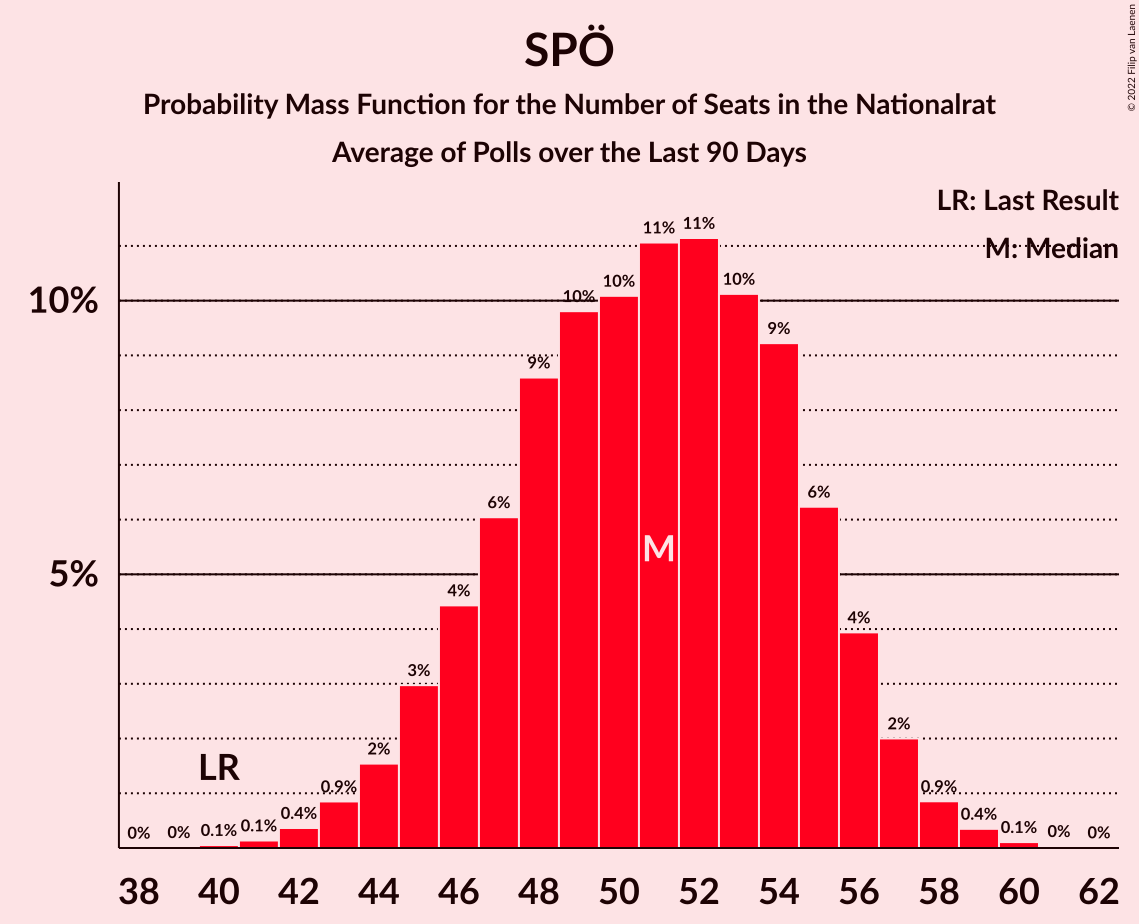 SPÖ
Probability Mass Function for the Number of Seats in the Nationalrat
Average of Polls over the Last 90 Days
© 2022 Filip van Laenen
LR: Last Result
M: Median
10%
5%
0% 0% 0.1% 0.1% 0.4% 0.9% 2% 3% 4% 6% 9% 10% 10% 11% 11% 10% 9% 6% 4% 2% 0.9% 0.4% 0.1% 0% 0%
LR
M
38 40 42 44 46 48 50 52 54 56 58 60 62